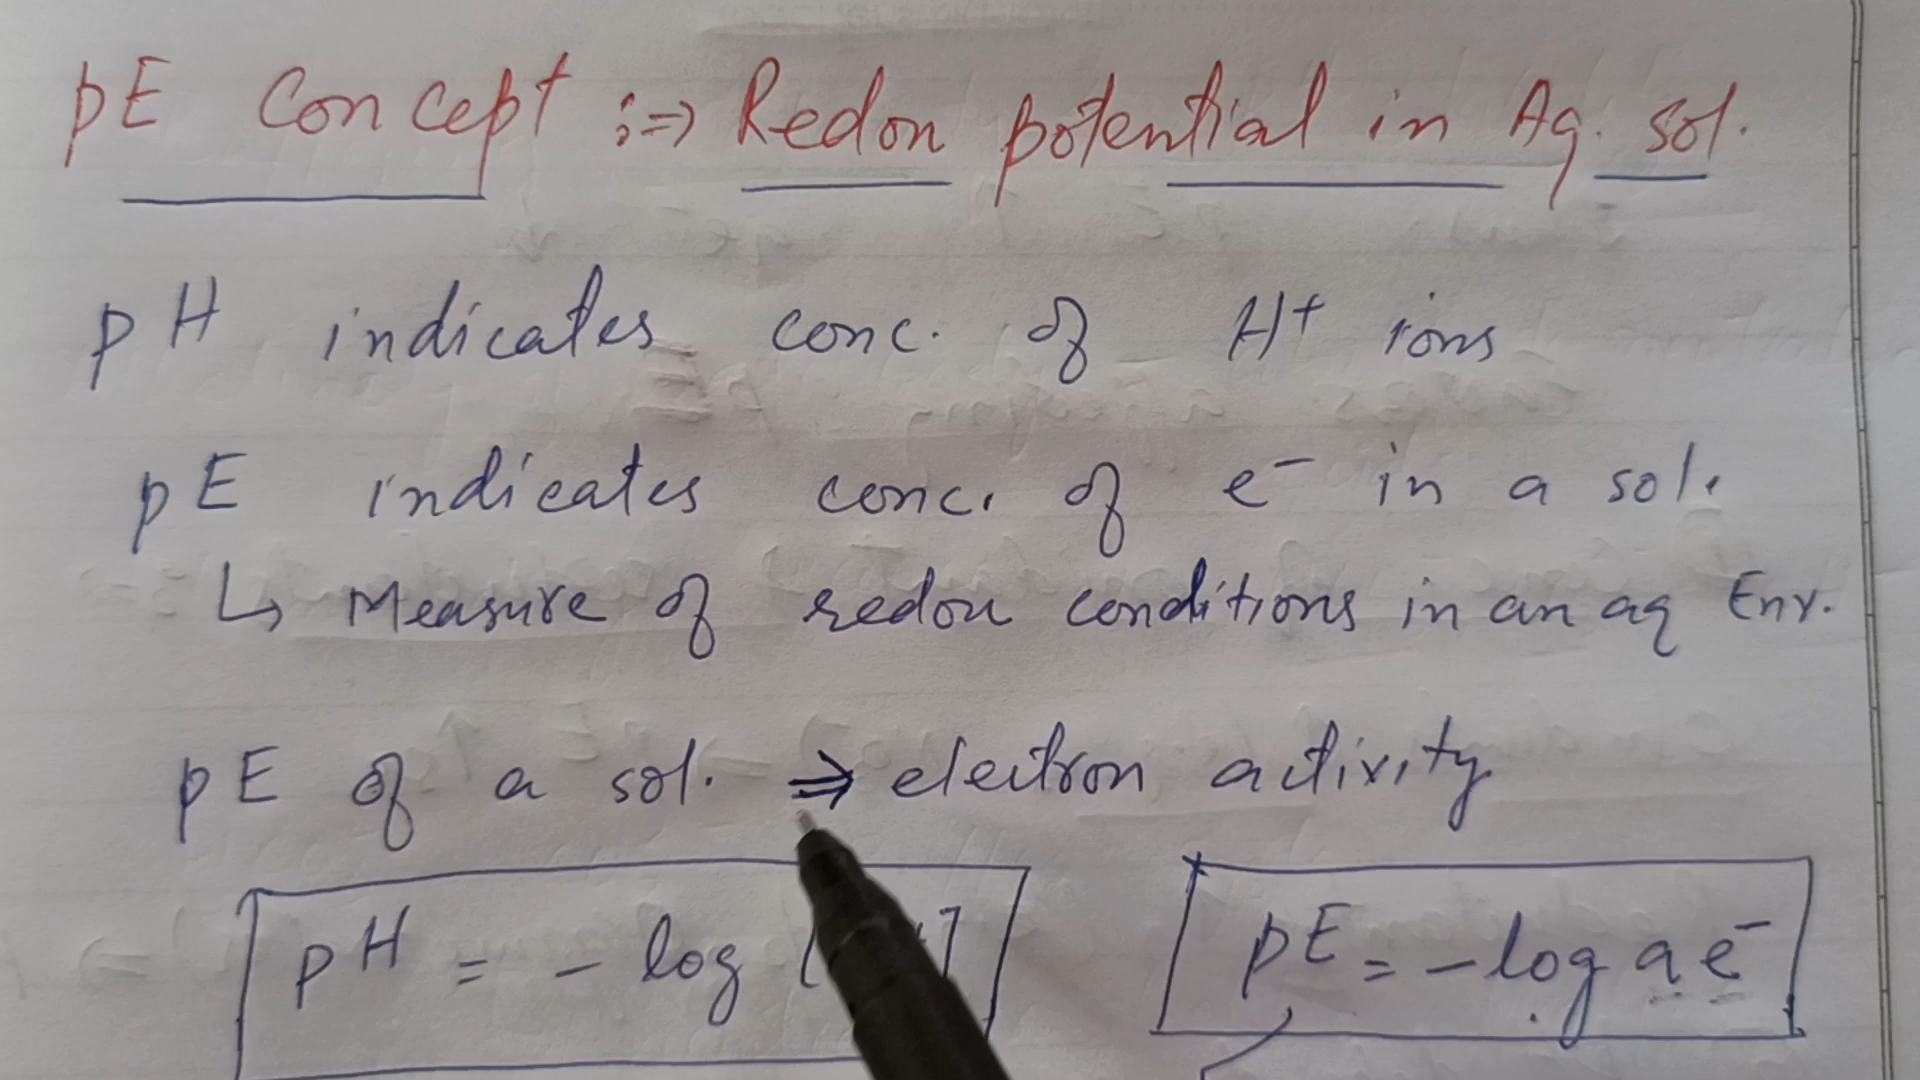 pE Concept :⇒ Redox potential in Aq. sol.
pH indicates conc. of H+ ions
pE indicates conc. of e⁻ in a sol.
↳ Measure of redox conditions in an aq Env.
pE of a sol. ⇒ electron activity
pH = - log [ ]
pE = - log a e⁻